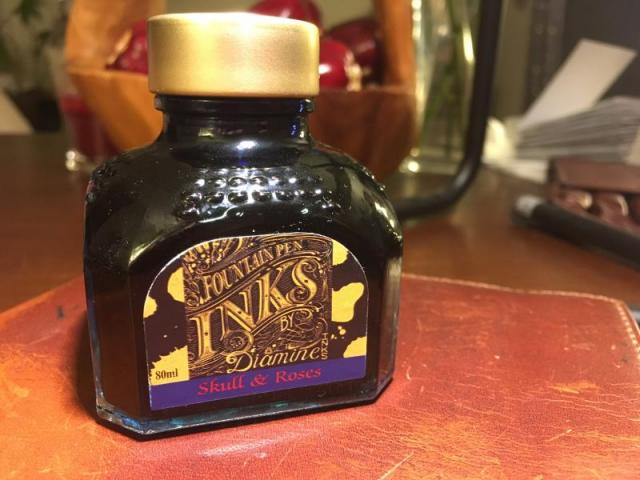 FOUNTAIN PEN
INKS
BY
Diamine
80ml
Skull & Roses